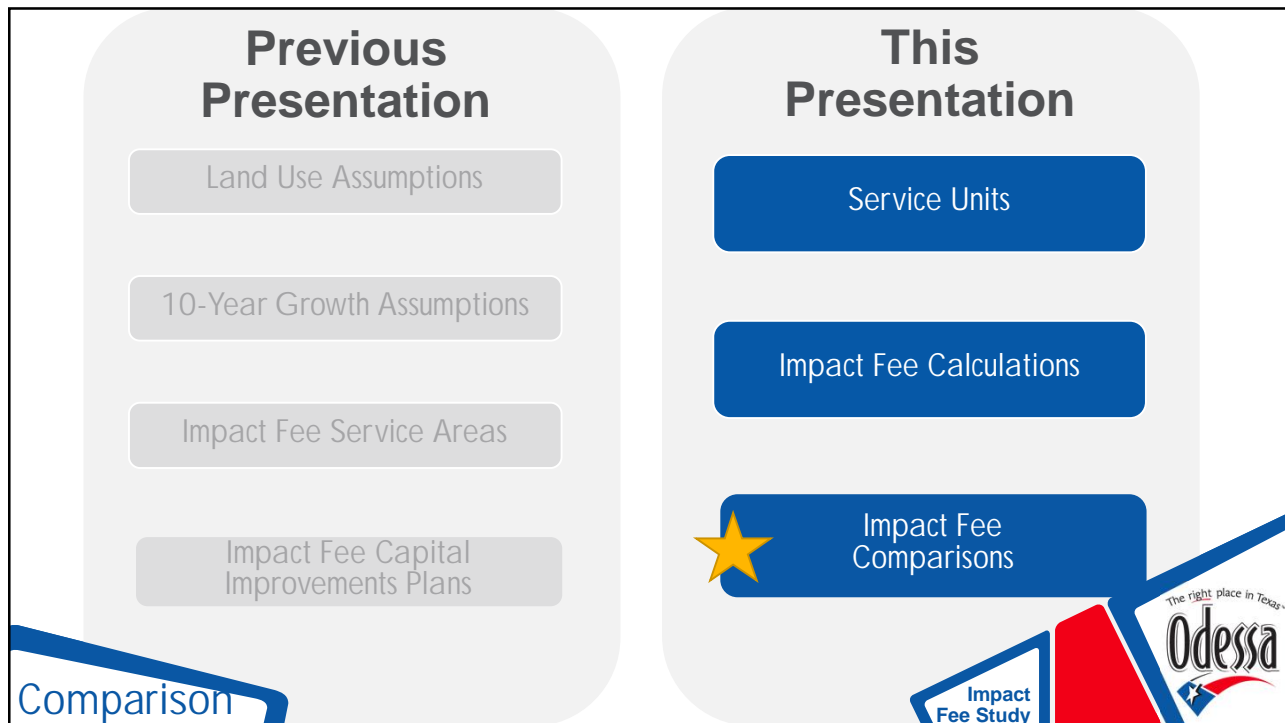 Previous
Presentation
Land Use Assumptions
10-Year Growth Assumptions
Impact Fee Service Areas
Impact Fee Capital
Improvements Plans
This
Presentation
Service Units
Impact Fee Calculations
Impact Fee
Comparisons
Comparison
Impact
Fee Study
The right place in Texas
Odessa